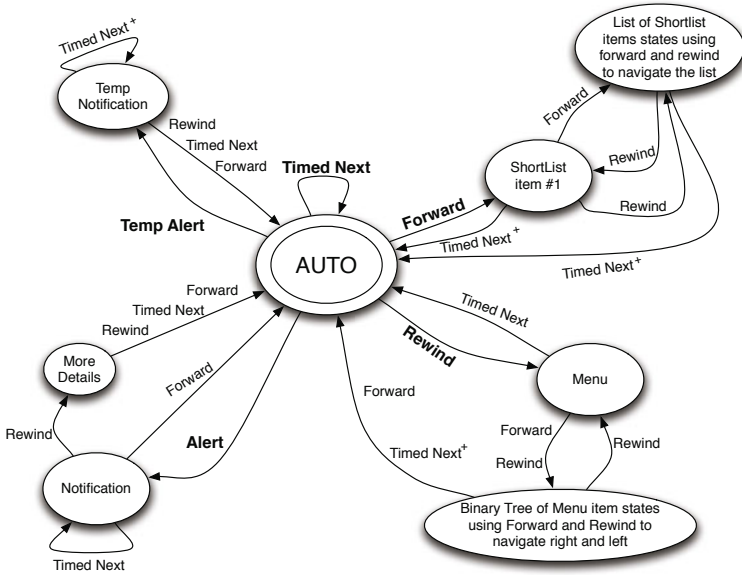 Timed Next +
Temp
Notification
Rewind
Timed Next
Forward
Temp Alert
Timed Next
AUTO
Forward
Timed Next +
ShortList
item #1
Forward
Rewind
Rewind
List of Shortlist
items states using
forward and rewind
to navigate the list
Timed Next+
Forward
Timed Next
Rewind
More
Details
Forward
Rewind
Alert
Notification
Timed Next
Timed Next
Rewind
Menu
Forward
Timed Next+
Forward
Rewind
Rewind
Binary Tree of Menu item states
using Forward and Rewind to
navigate right and left